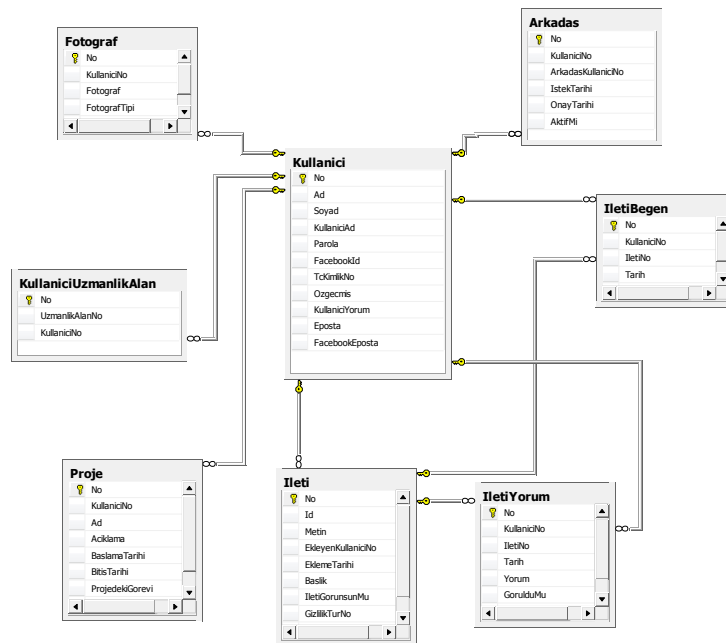 Fotograf
No
KullaniciNo
Fotograf
FotografTipi
Arkadas
No
KullaniciNo
ArkadasKullaniciNo
IstekTarihi
OnayTarihi
AktifMi
Kullanici
No
Ad
Soyad
KullaniciAd
Parola
FacebookId
TcKimlikNo
Ozgecmis
KullaniciYorum
Eposta
FacebookEposta
IletiBegen
No
KullaniciNo
IletiNo
Tarih
KullaniciUzmanlikAlan
No
UzmanlikAlanNo
KullaniciNo
Proje
No
KullaniciNo
Ad
Aciklama
BaslamaTarihi
BitisTarihi
ProjedekiGorevi
Ileti
No
Id
Metin
EkleyenKullaniciNo
EklemeTarihi
Baslik
IletiGorunsunMu
GizlilikTurNo
IletiYorum
No
KullaniciNo
IletiNo
Tarih
Yorum
GorulduMu